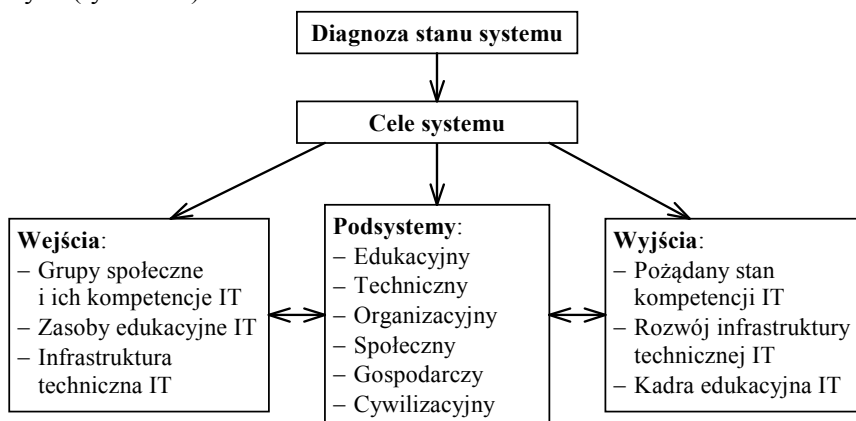 Diagnoza stanu systemu
Cele systemu
Wejścia:
– Grupy społeczne
i ich kompetencje IT
– Zasoby edukacyjne IT
– Infrastruktura
techniczna IT
Podsystemy:
– Edukacyjny
– Techniczny
– Organizacyjny
– Społeczny
– Gospodarczy
– Cywilizacyjny
Wyjścia:
– Pożądany stan
kompetencji IT
– Rozwój infrastruktury
technicznej IT
– Kadra edukacyjna IT